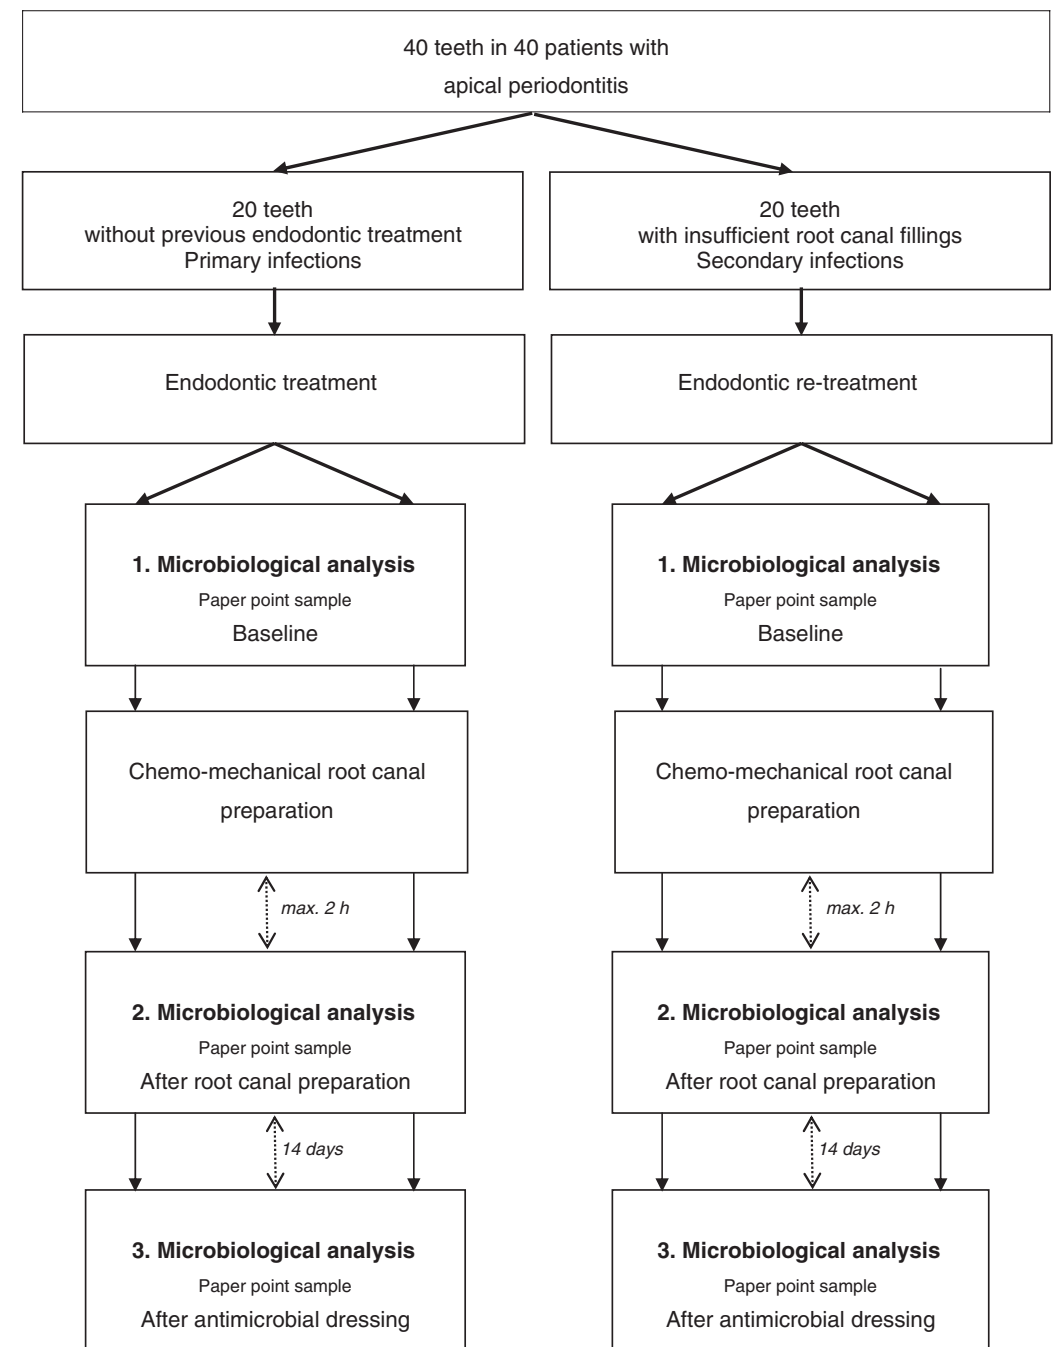 40 teeth in 40 patients with
apical periodontitis
20 teeth
without previous endodontic treatment
Primary infections
20 teeth
with insufficient root canal fillings
Secondary infections
Endodontic treatment
Endodontic re-treatment
1. Microbiological analysis
Paper point sample
Baseline
1. Microbiological analysis
Paper point sample
Baseline
Chemo-mechanical root canal
preparation
Chemo-mechanical root canal
preparation
max. 2 h
max. 2 h
2. Microbiological analysis
Paper point sample
After root canal preparation
2. Microbiological analysis
Paper point sample
After root canal preparation
14 days
14 days
3. Microbiological analysis
Paper point sample
After antimicrobial dressing
3. Microbiological analysis
Paper point sample
After antimicrobial dressing